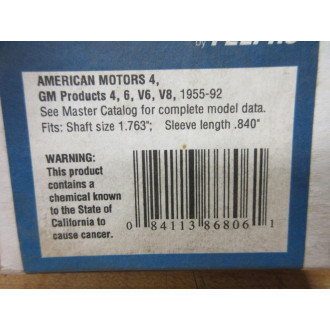 by
AMERICAN MOTORS 4,
GM Products 4, 6, V6, V8, 1955-92
See Master Catalog for complete model data.
Fits: Shaft size 1.763"; Sleeve length .840"
WARNING:
This product
contains a
chemical known
to the State of
California to
cause cancer.
0 84113 86806 1